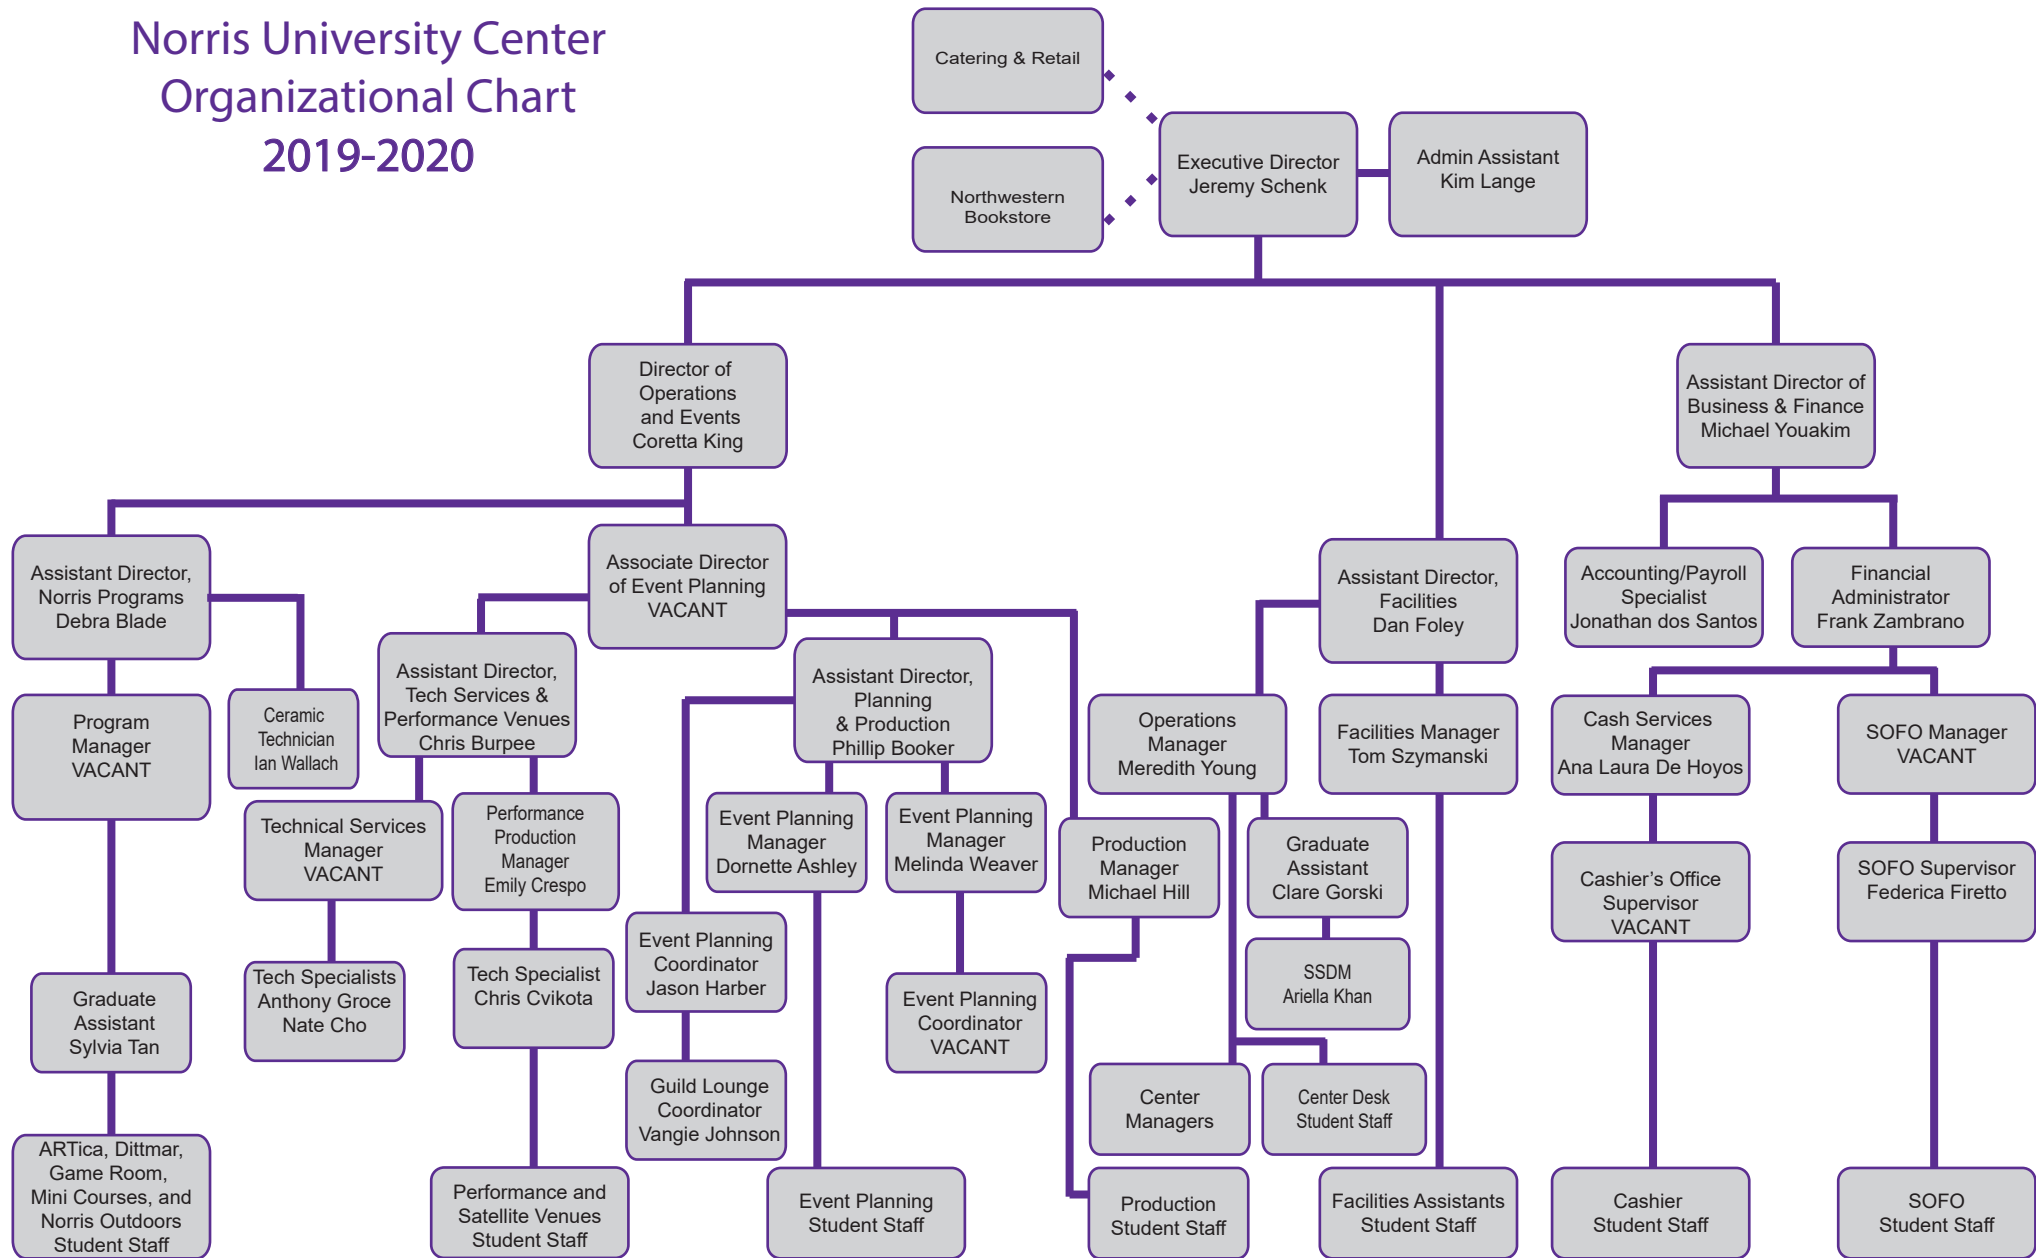 Norris University Center
Organizational Chart
2019-2020
Catering & Retail
Northwestern
Bookstore
Executive Director
Jeremy Schenk
Admin Assistant
Kim Lange
Director of
Operations
and Events
Coretta King
Assistant Director of
Business & Finance
Michael Youakim
Assistant Director,
Norris Programs
Debra Blade
Associate Director
of Event Planning
VACANT
Assistant Director,
Facilities
Dan Foley
Accounting/Payroll
Specialist
Jonathan dos Santos
Financial
Administrator
Frank Zambrano
Program
Manager
VACANT
Ceramic
Technician
Ian Wallach
Assistant Director,
Tech Services &
Performance Venues
Chris Burpee
Assistant Director,
Planning
& Production
Phillip Booker
Operations
Manager
Meredith Young
Facilities Manager
Tom Szymanski
Cash Services
Manager
Ana Laura De Hoyos
SOFO Manager
VACANT
Technical Services
Manager
VACANT
Performance
Production
Manager
Emily Crespo
Event Planning
Manager
Dornette Ashley
Event Planning
Manager
Melinda Weaver
Production
Manager
Michael Hill
Graduate
Assistant
Clare Gorski
Cashier's Office
Supervisor
VACANT
SOFO Supervisor
Federica Firetto
Graduate
Assistant
Sylvia Tan
Tech Specialists
Anthony Groce
Nate Cho
Tech Specialist
Chris Cvikota
Event Planning
Coordinator
Jason Harber
Event Planning
Coordinator
VACANT
SSDM
Ariella Khan
Guild Lounge
Coordinator
Vangie Johnson
Center
Managers
Center Desk
Student Staff
ARTica, Dittmar,
Game Room,
Mini Courses, and
Norris Outdoors
Student Staff
Performance and
Satellite Venues
Student Staff
Event Planning
Student Staff
Production
Student Staff
Facilities Assistants
Student Staff
Cashier
Student Staff
SOFO
Student Staff